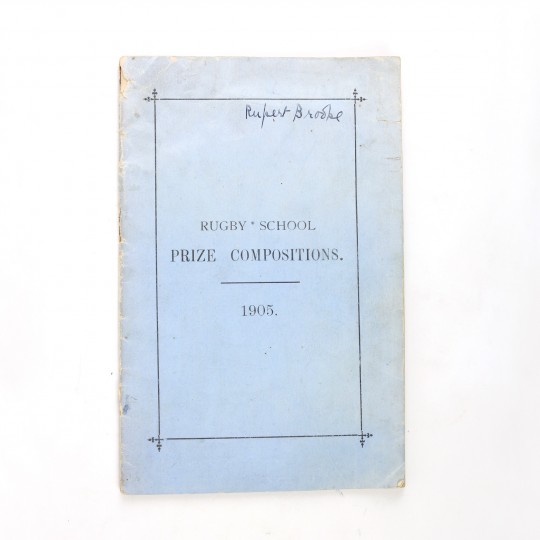 Rupert Brooke
RUGBY SCHOOL
PRIZE COMPOSITIONS.
1905.